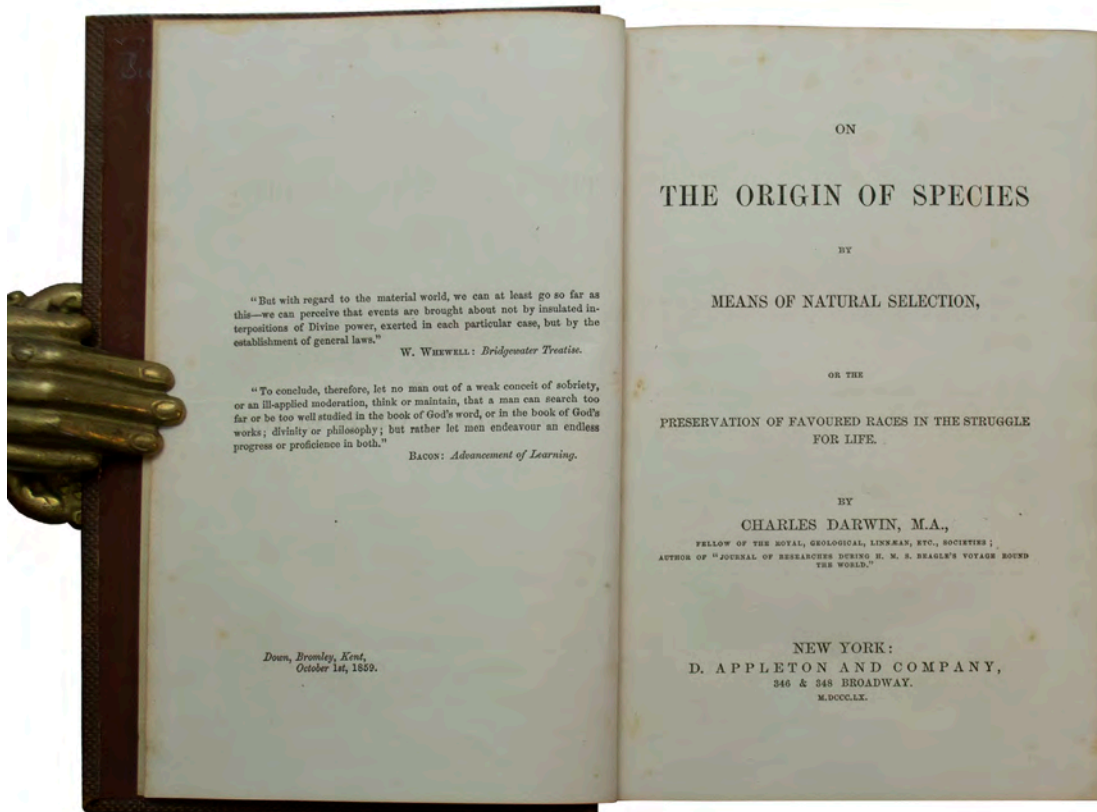 "But with regard to the material world, we can at least go so far as
this—we can perceive that events are brought about not by insulated in-
terpositions of Divine power, exerted in each particular case, but by the
establishment of general laws."
W. WHEWELL: Bridgewater Treatise.
"To conclude, therefore, let no man out of a weak conceit of sobriety,
or an ill-applied moderation, think or maintain, that a man can search too
far or be too well studied in the book of God's word, or in the book of God's
works; divinity or philosophy; but rather let men endeavour an endless
progress or proficience in both."
BACON: Advancement of Learning.
Down, Bromley, Kent,
October 1st, 1859.
ON
THE ORIGIN OF SPECIES
BY
MEANS OF NATURAL SELECTION,
OR THE
PRESERVATION OF FAVOURED RACES IN THE STRUGGLE
FOR LIFE.
BY
CHARLES DARWIN, M.A.,
FELLOW OF THE ROYAL, GEOLOGICAL, LINNÆAN, ETC., SOCIETIES;
AUTHOR OF "JOURNAL OF RESEARCHES DURING H. M. S. BEAGLE'S VOYAGE ROUND
THE WORLD."
NEW YORK:
D. APPLETON AND COMPANY,
346 & 348 BROADWAY.
M.DCCC.LX.